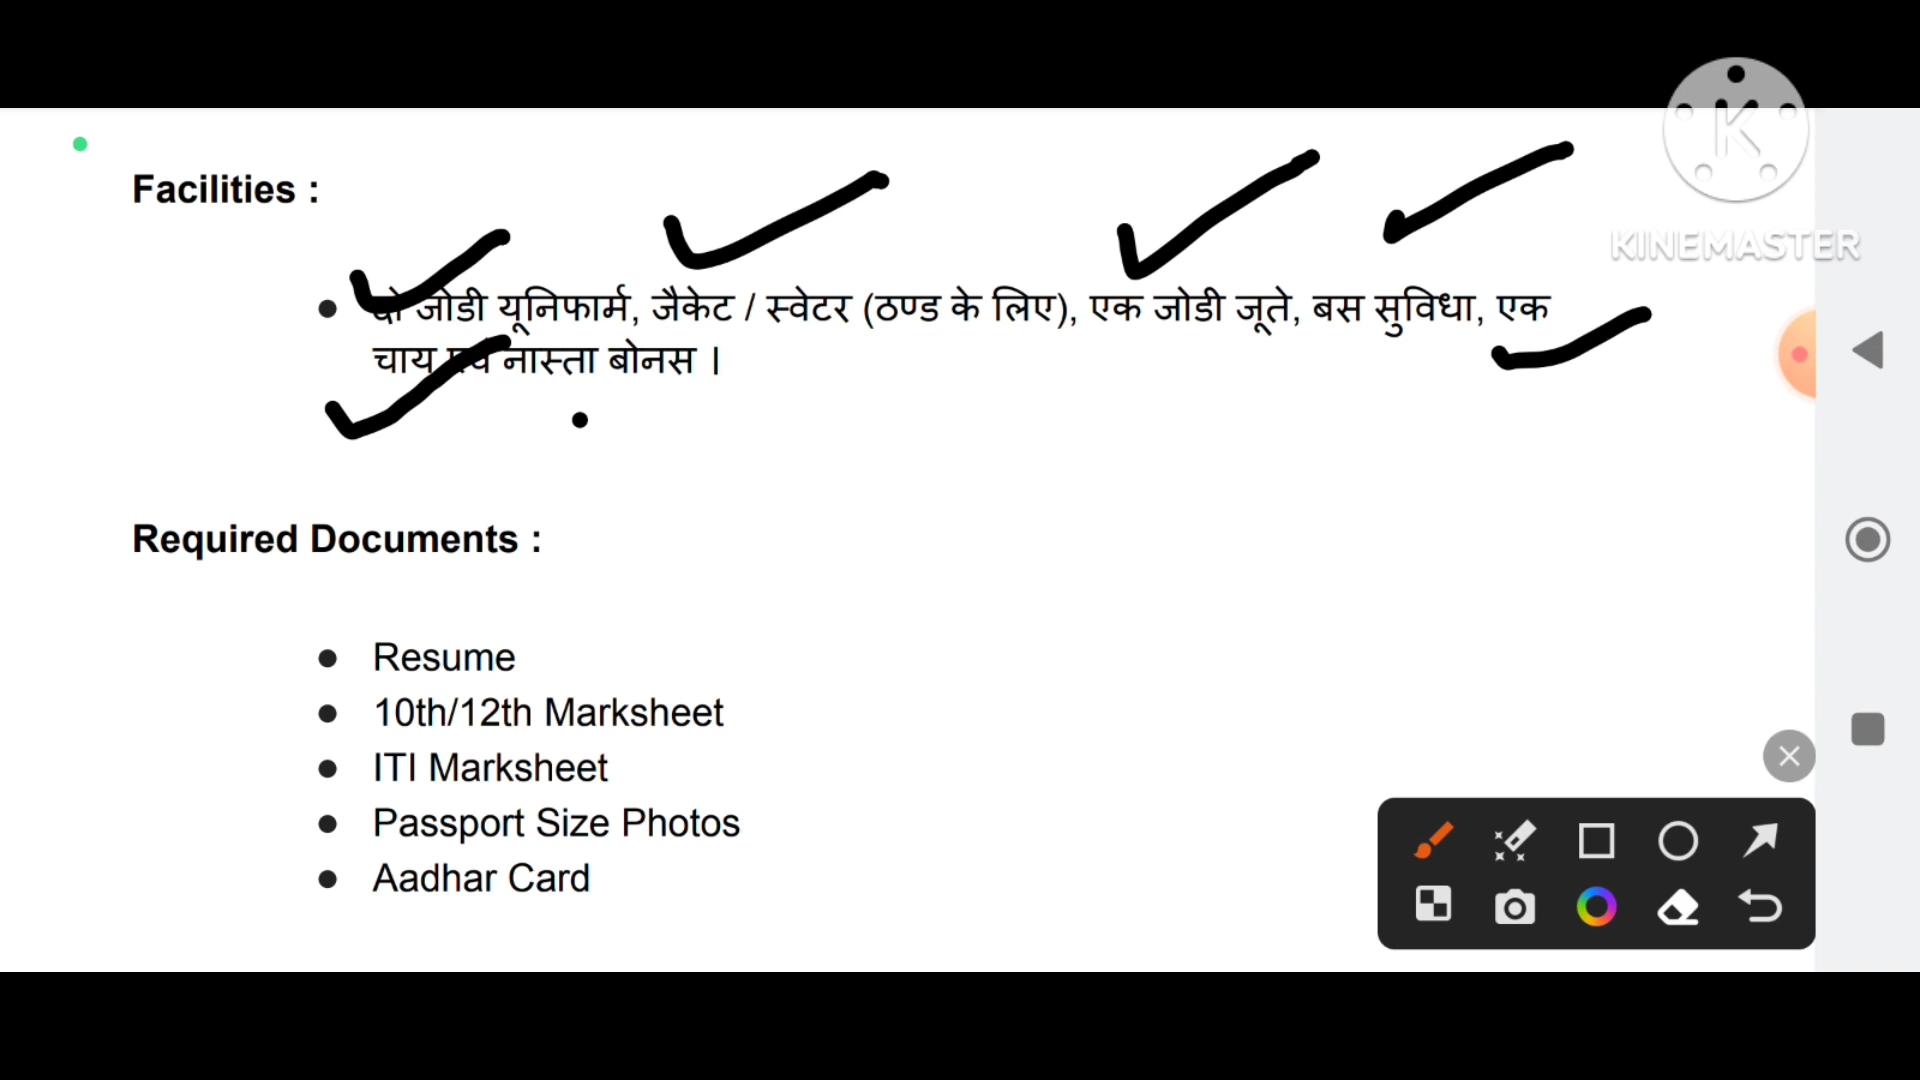 KINEMASTER
Facilities :
● दो जोडी यूनिफार्म, जैकेट / स्वेटर (ठण्ड के लिए), एक जोडी जूते, बस सुविधा, एक
चाय एवं नास्ता बोनस ।
Required Documents :
● Resume
● 10th/12th Marksheet
● ITI Marksheet
● Passport Size Photos
● Aadhar Card